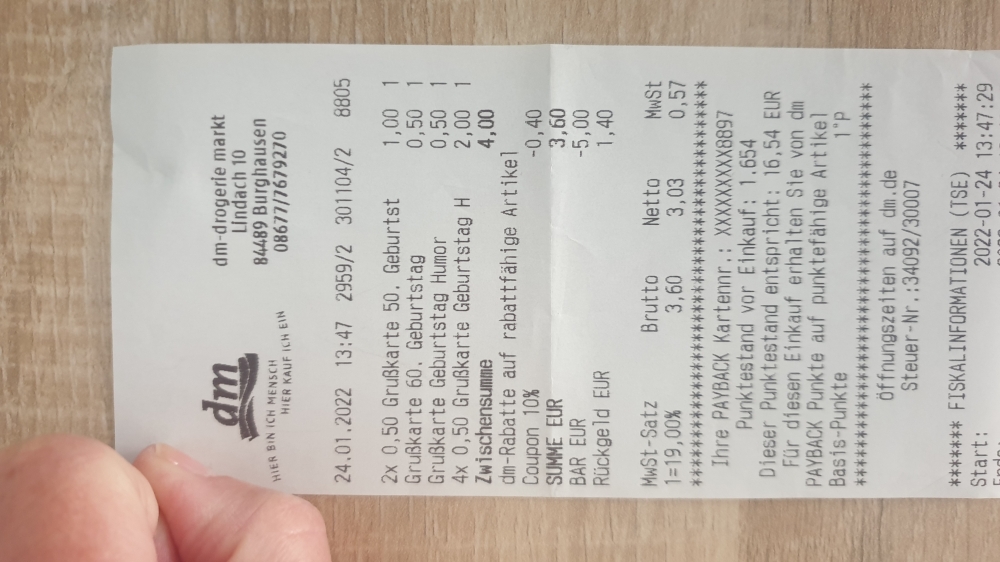 dm
HIER BIN ICH MENSCH
HIER KAUF ICH EIN
dm-drogerie markt
Lindach 10
84489 Burghausen
08677/7679270
24.01.2022 13:47 2959/2 301104/2 8805
2x 0,50 Grußkarte 50. Geburtst 1,00 1
Grußkarte 60. Geburtstag 0,50 1
Grußkarte Geburtstag Humor 0,50 1
4x 0,50 Grußkarte Geburtstag H 2,00 1
Zwischensumme 4,00
dm-Rabatte auf rabattfähige Artikel
Coupon 10% -0,40
SUMME EUR 3,60
BAR EUR -5,00
Rückgeld EUR 1,40
MwSt-Satz Brutto Netto MwSt
1=19,00% 3,60 3,03 0,57
******************************************
Ihre PAYBACK Kartennr.: XXXXXXXXX8897
Punktestand vor Einkauf: 1.654
Dieser Punktestand entspricht: 16,54 EUR
Für diesen Einkauf erhalten Sie von dm
PAYBACK Punkte auf punktefähige Artikel
Basis-Punkte 1°P
******************************************
Öffnungszeiten auf dm.de
Steuer-Nr.:34092/30007
******* FISKALINFORMATIONEN (TSE) *******
Start: 2022-01-24 13:47:29